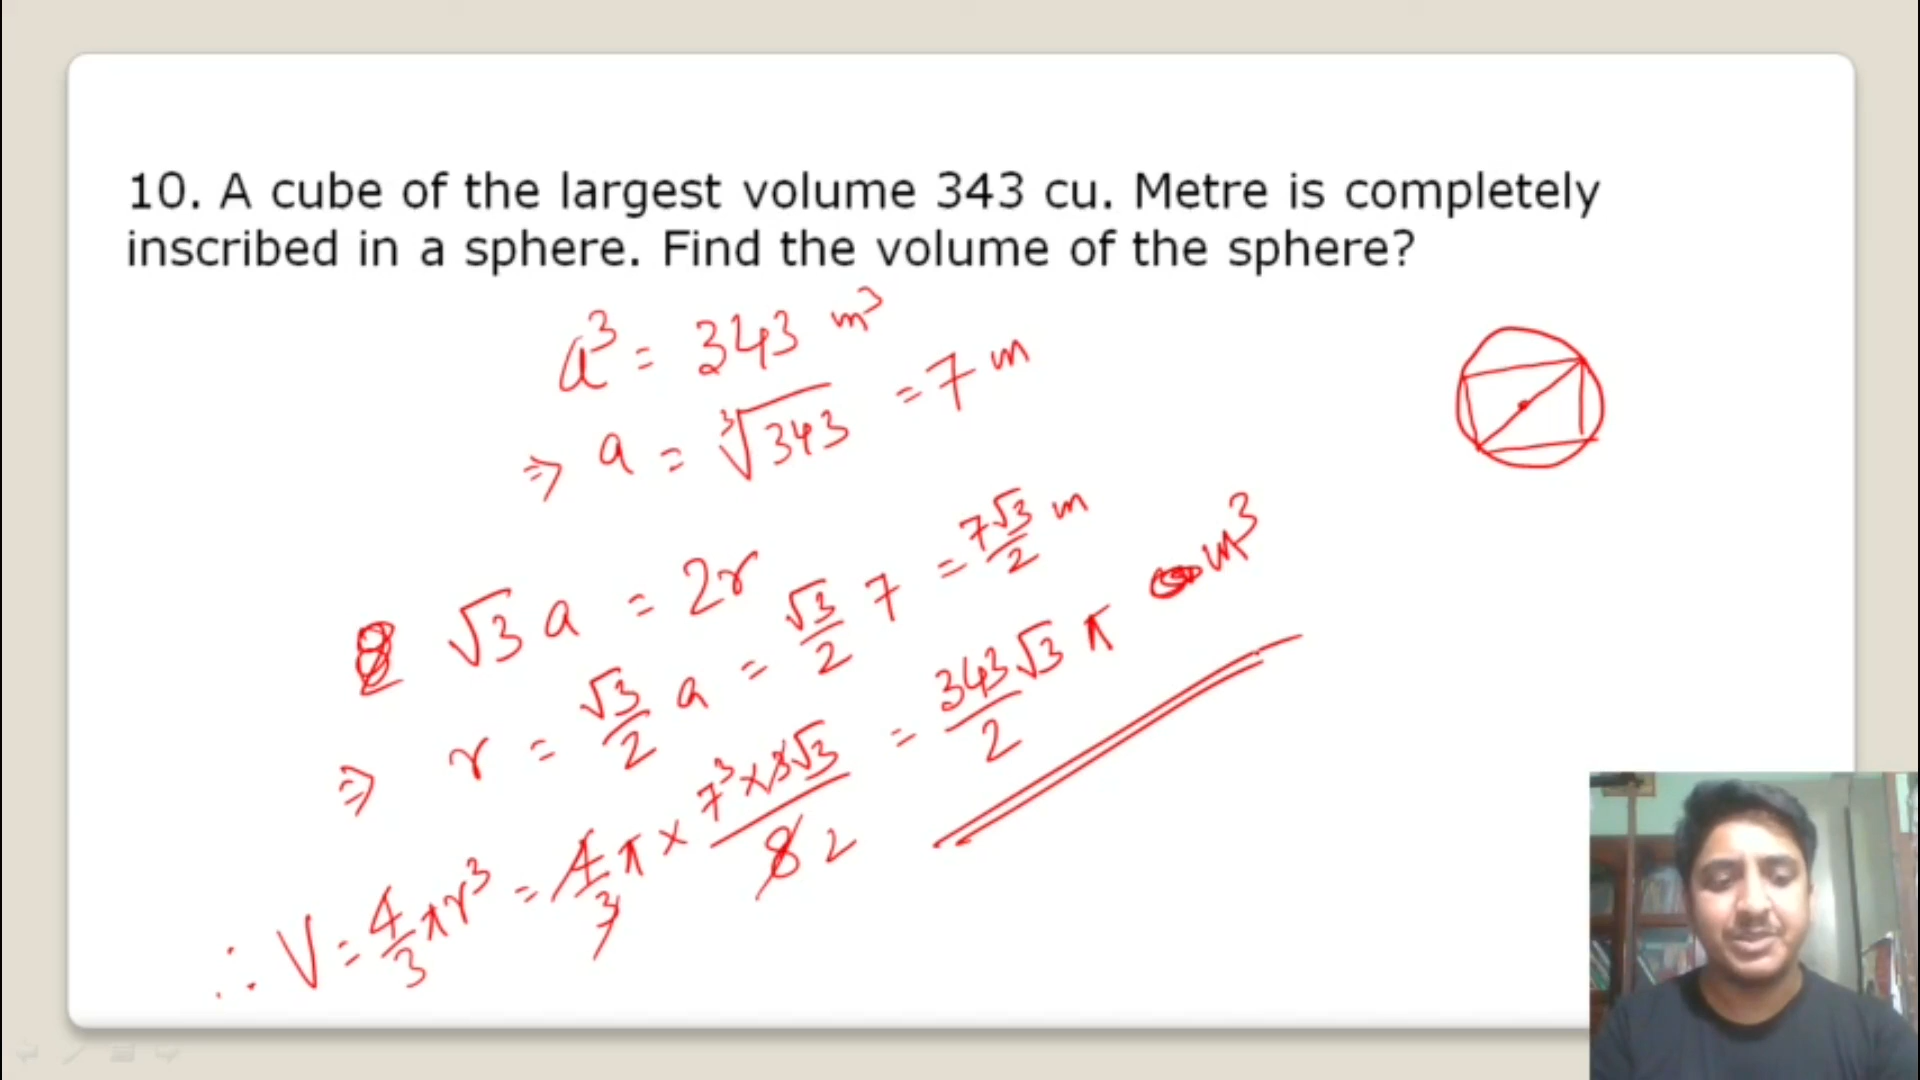 10. A cube of the largest volume 343 cu. Metre is completely
inscribed in a sphere. Find the volume of the sphere?
a³ = 343 m³
⇒ a = ∛343 = 7 m
√3 a = 2r
⇒ r = √3/2 a = √3/2 7 = 7√3/2 m
∴ V = 4/3 πr³ = 4/3 π × 7³×3√3/8 2 = 343√3/2 π m³